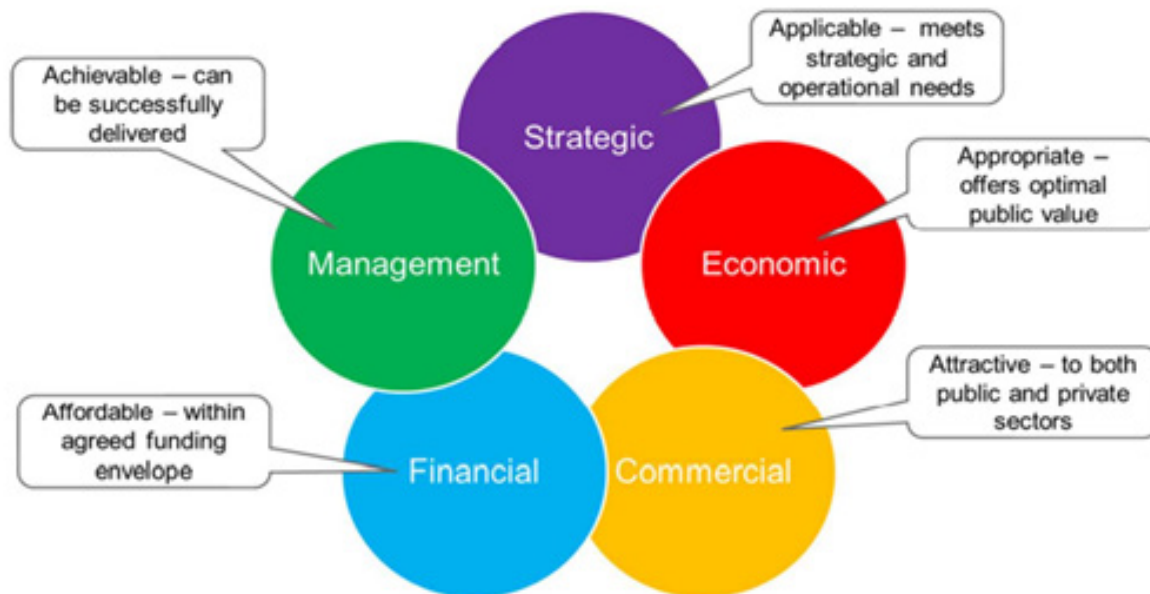 Strategic
Applicable – meets
strategic and
operational needs
Economic
Appropriate –
offers optimal
public value
Commercial
Attractive – to both
public and private
sectors
Financial
Affordable – within
agreed funding
envelope
Management
Achievable – can
be successfully
delivered